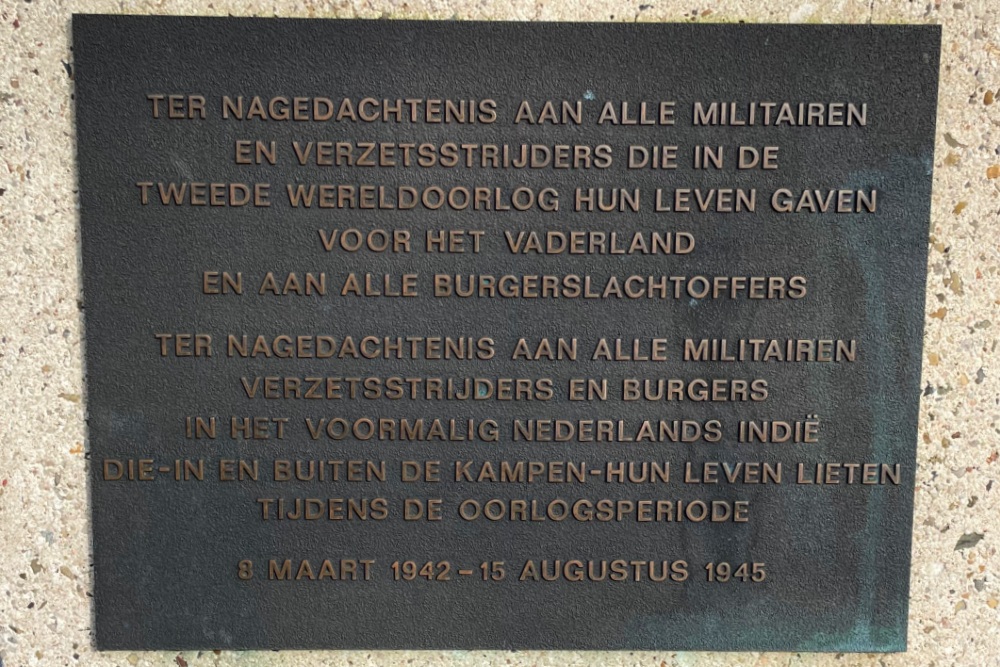 TER NAGEDACHTENIS AAN ALLE MILITAIREN
EN VERZETSSTRIJDERS DIE IN DE
TWEEDE WERELDOORLOG HUN LEVEN GAVEN
VOOR HET VADERLAND
EN AAN ALLE BURGERSLACHTOFFERS
TER NAGEDACHTENIS AAN ALLE MILITAIREN
VERZETSSTRIJDERS EN BURGERS
IN HET VOORMALIG NEDERLANDS INDIË
DIE-IN EN BUITEN DE KAMPEN-HUN LEVEN LIETEN
TIJDENS DE OORLOGSPERIODE
8 MAART 1942-15 AUGUSTUS 1945